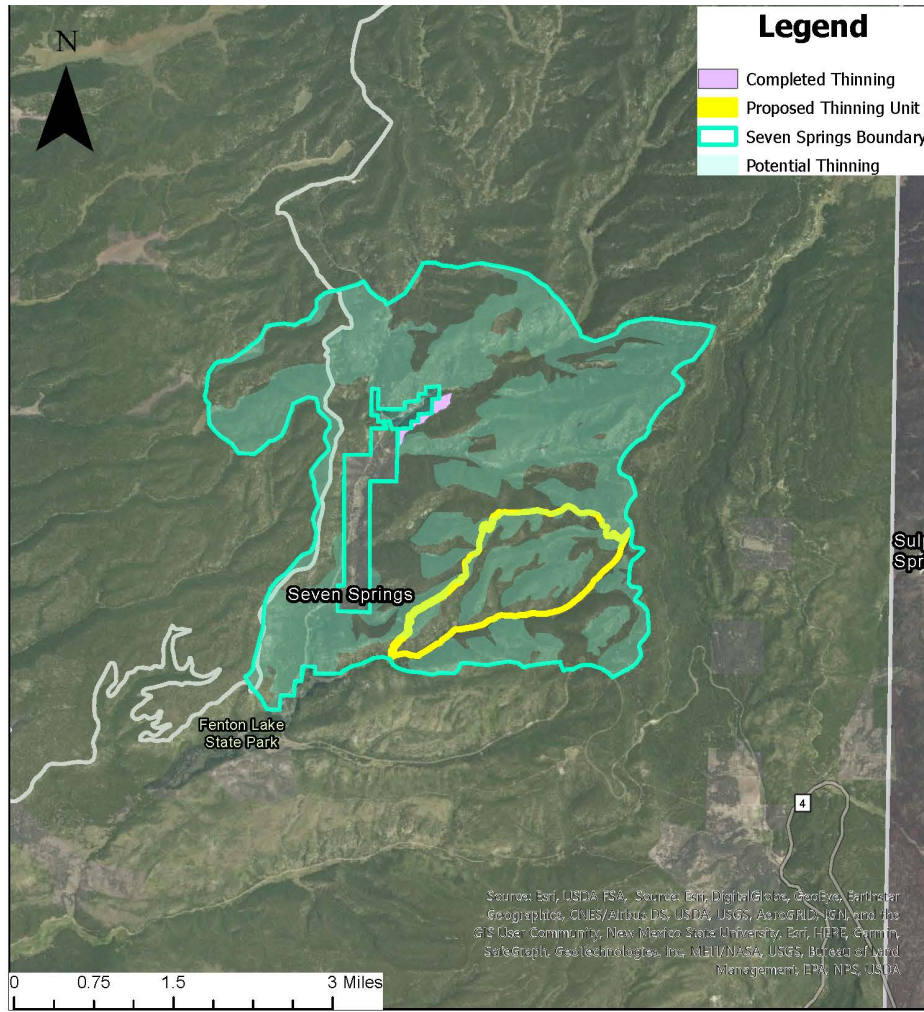 N
Legend
Completed Thinning
Proposed Thinning Unit
Seven Springs Boundary
Potential Thinning
Sul
Spr
Seven Springs
Fenton Lake
State Park
4
Source: Esri, USDA FSA, Source: Esri, DigitalGlobe, GeoEye, Earthstar
Geographics, CNES/Airbus DS, USDA, USGS, AeroGRID, IGN, and the
GIS User Community, New Mexico State University, Esri, HERE, Garmin,
SafeGraph, GeoTechnologies, Inc, METI/NASA, USGS, Bureau of Land
Management, EPA, NPS, USDA
0 0.75 1.5 3 Miles